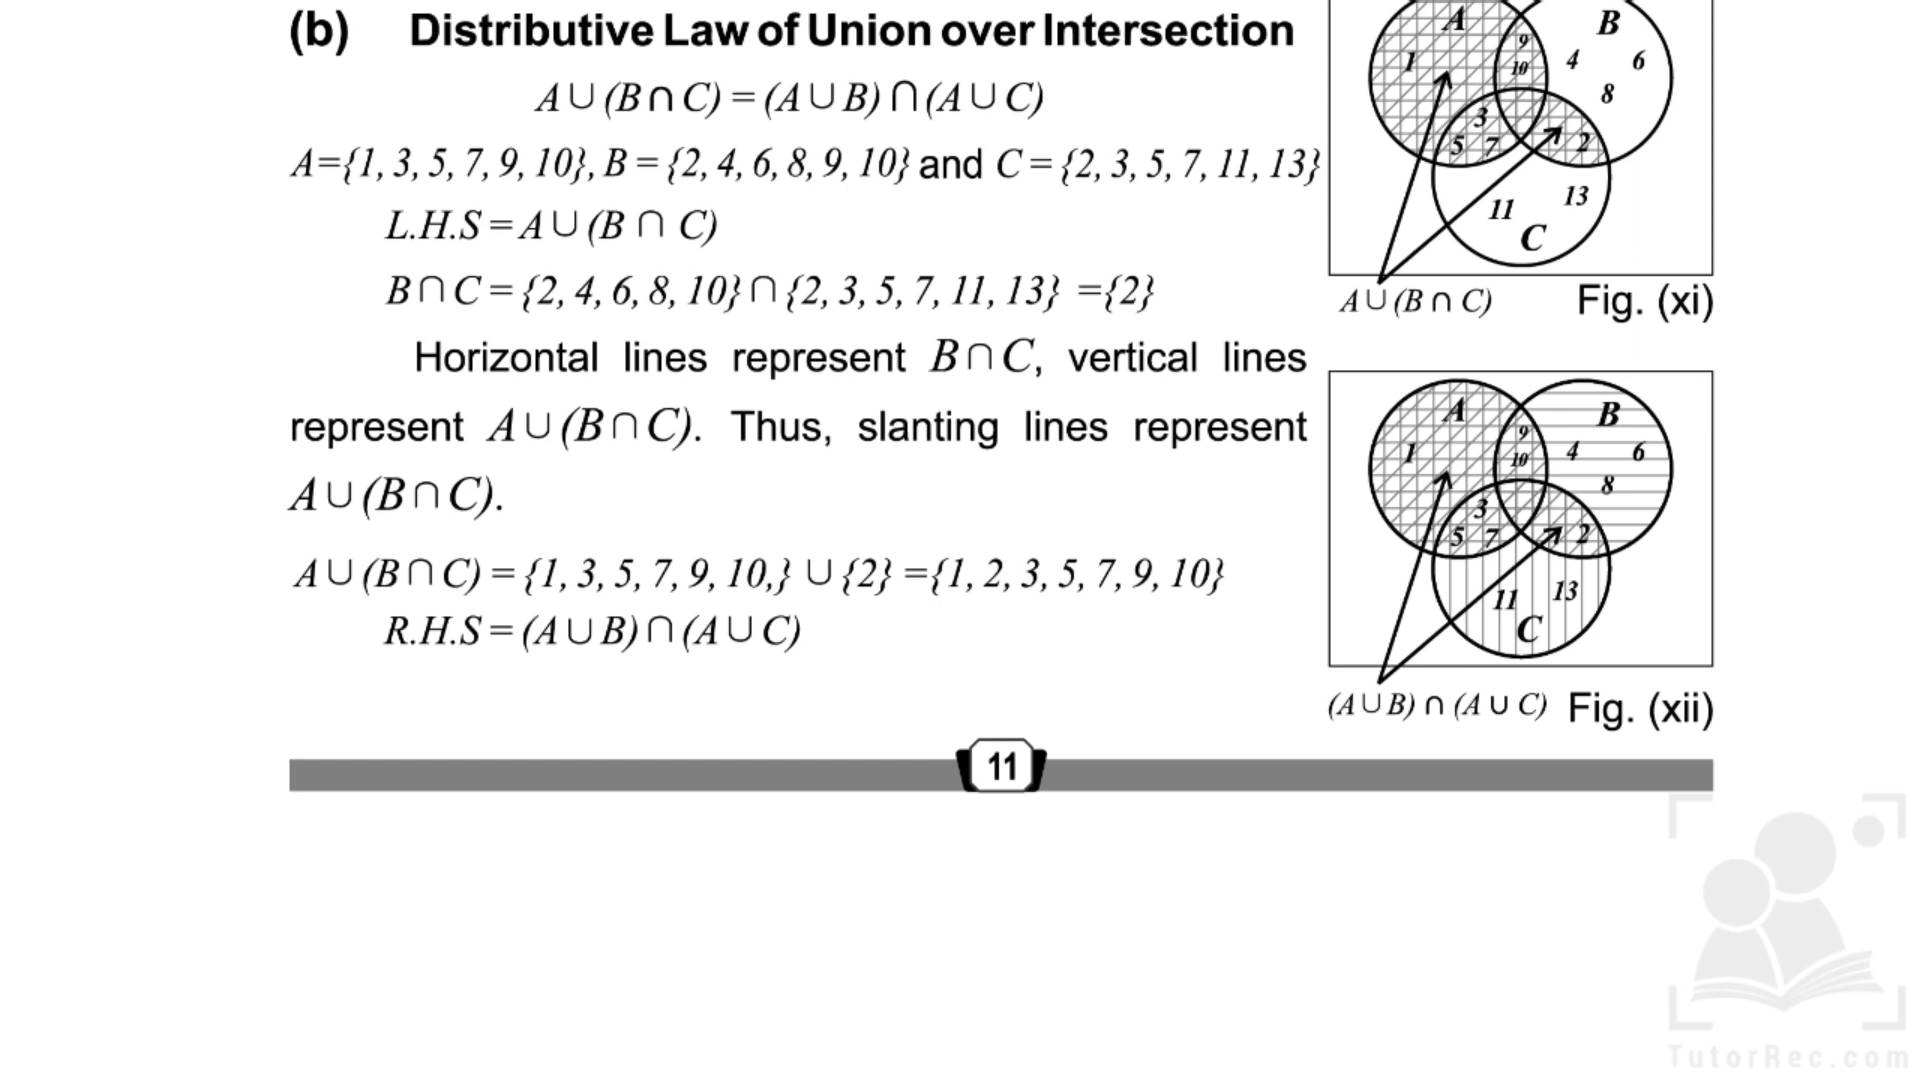 (b) Distributive Law of Union over Intersection
A∪(B∩C)=(A∪B)∩(A∪C)
A={1, 3, 5, 7, 9, 10}, B={2, 4, 6, 8, 9, 10} and C={2, 3, 5, 7, 11, 13}
L.H.S=A∪(B∩C)
B∩C={2, 4, 6, 8, 10}∩{2, 3, 5, 7, 11, 13} ={2}
Horizontal lines represent B∩C, vertical lines
represent A∪(B∩C). Thus, slanting lines represent
A∪(B∩C).
A∪(B∩C)={1, 3, 5, 7, 9, 10,}∪{2}={1, 2, 3, 5, 7, 9, 10}
R.H.S=(A∪B)∩(A∪C)
A
B
1
9
10
4
6
8
3
5
7
2
11
13
C
A∪(B∩C) Fig. (xi)
A
B
1
9
10
4
6
8
3
5
7
2
11
13
C
(A∪B)∩(A∪C) Fig. (xii)
11
TutorRec.com